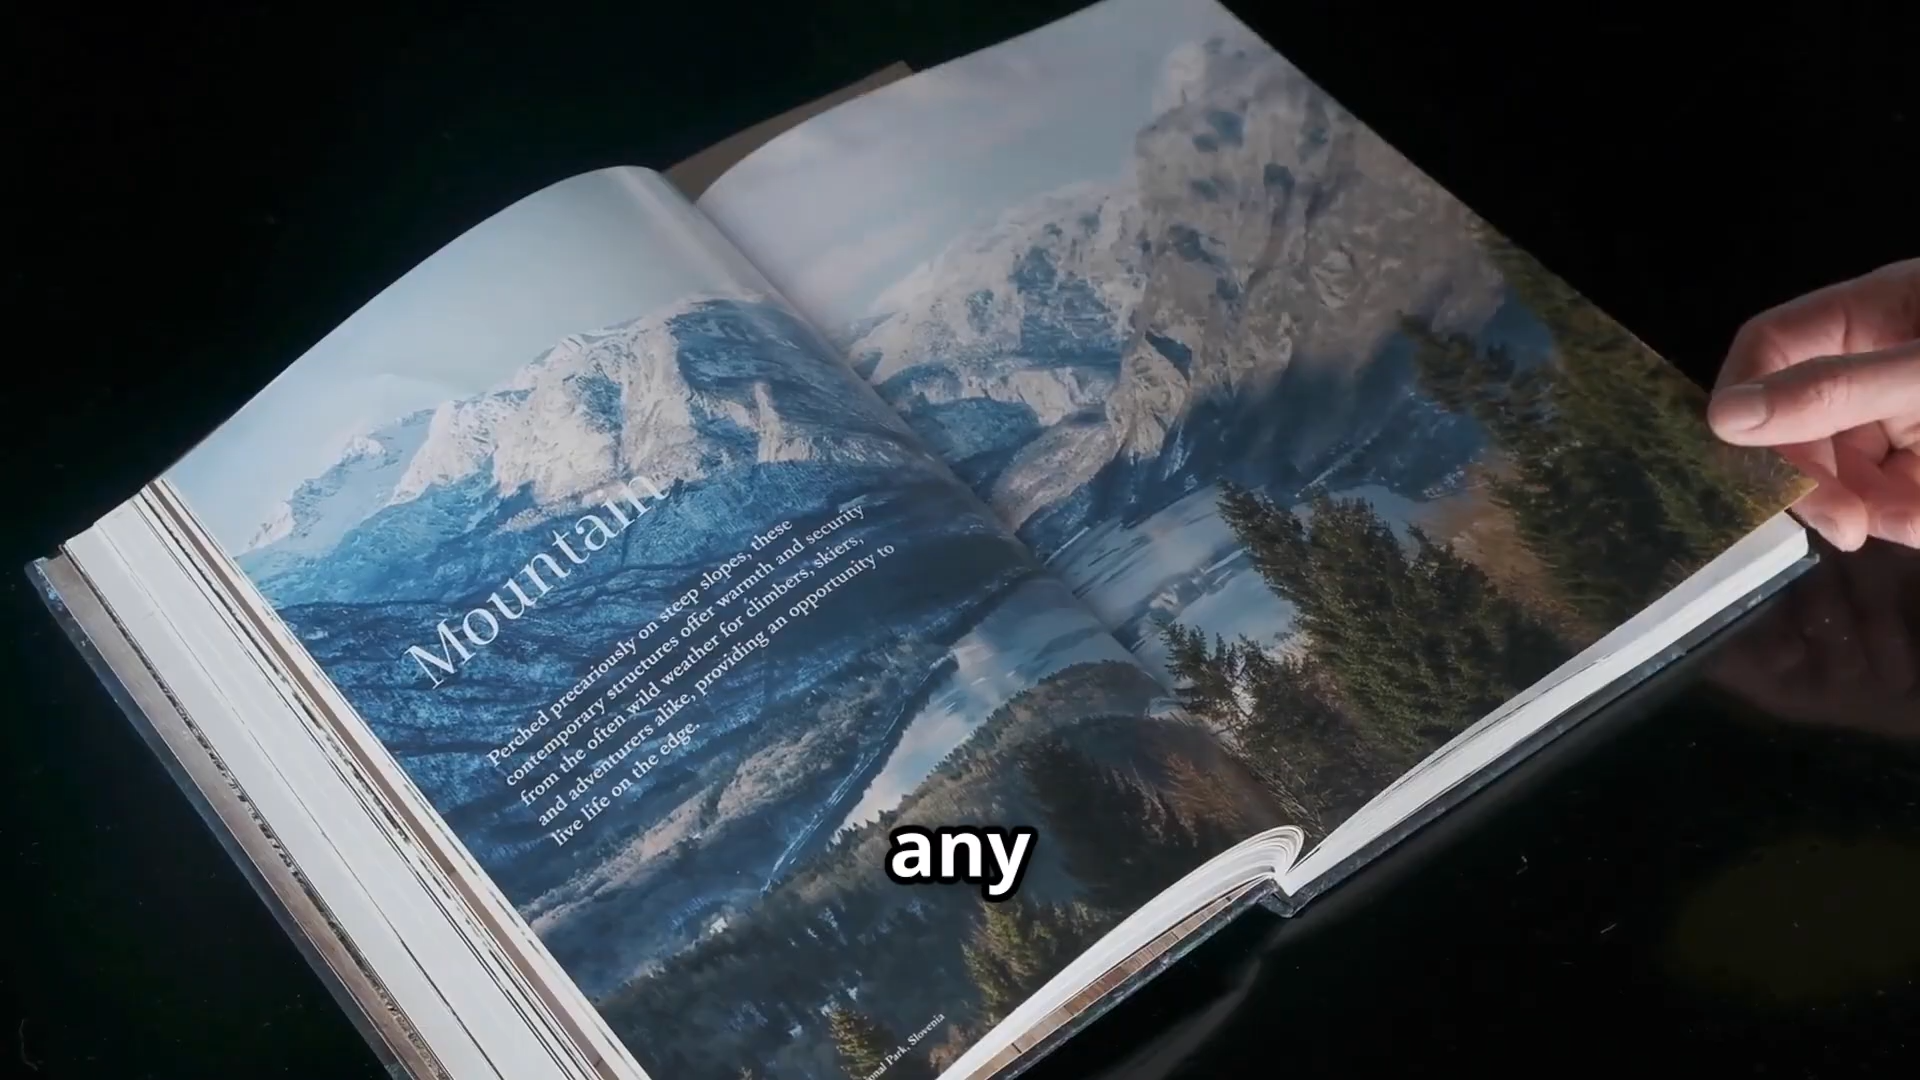 Mountain
Perched precariously on steep slopes, these
contemporary structures offer warmth and security
from the often wild weather for climbers, skiers,
and adventurers alike, providing an opportunity to
live life on the edge.
any
Park, Slovenia